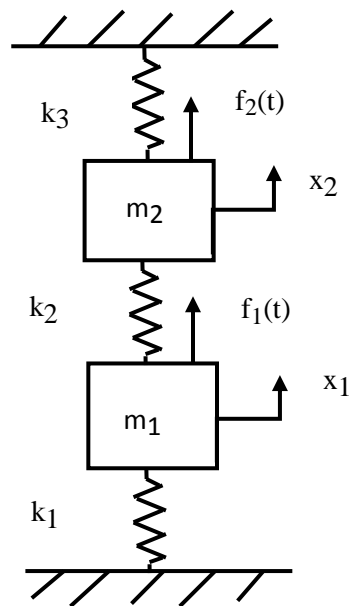 f₂(t)
k₃
x₂
m₂
k₂
f₁(t)
x₁
m₁
k₁